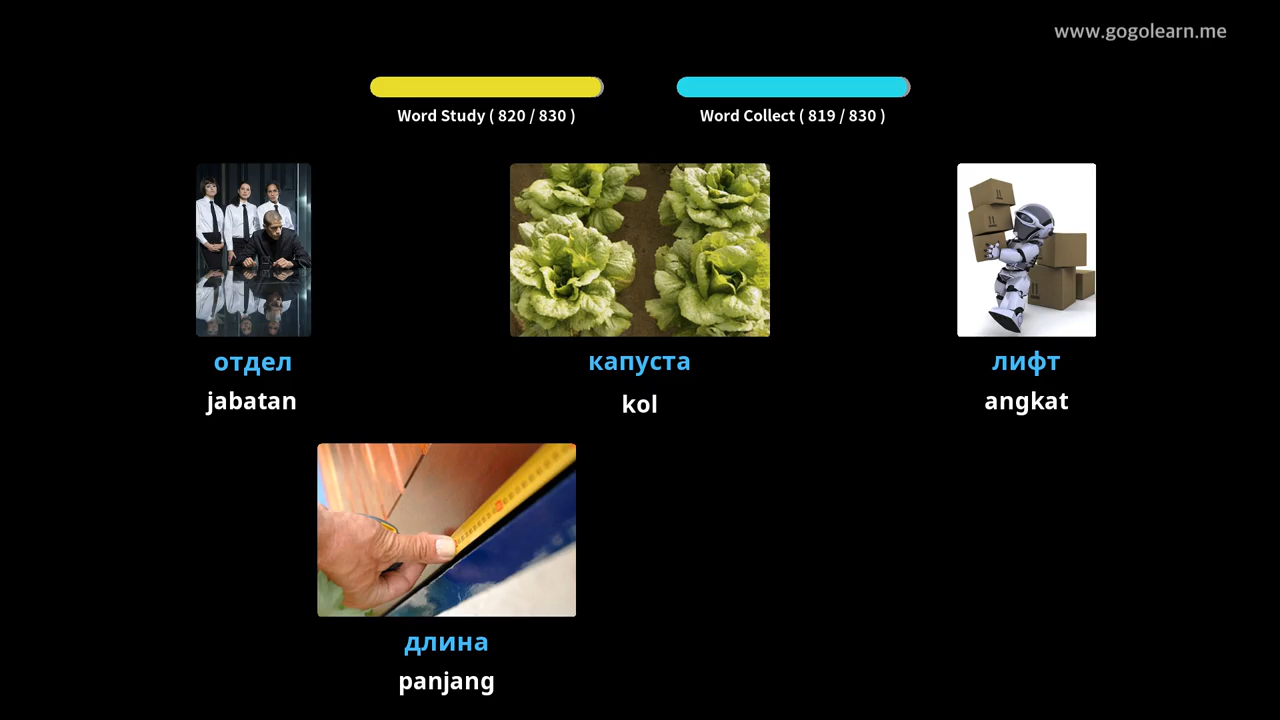 www.gogolearn.me
Word Study ( 820 / 830 )
Word Collect ( 819 / 830 )
отдел
jabatan
капуста
kol
лифт
angkat
длина
panjang